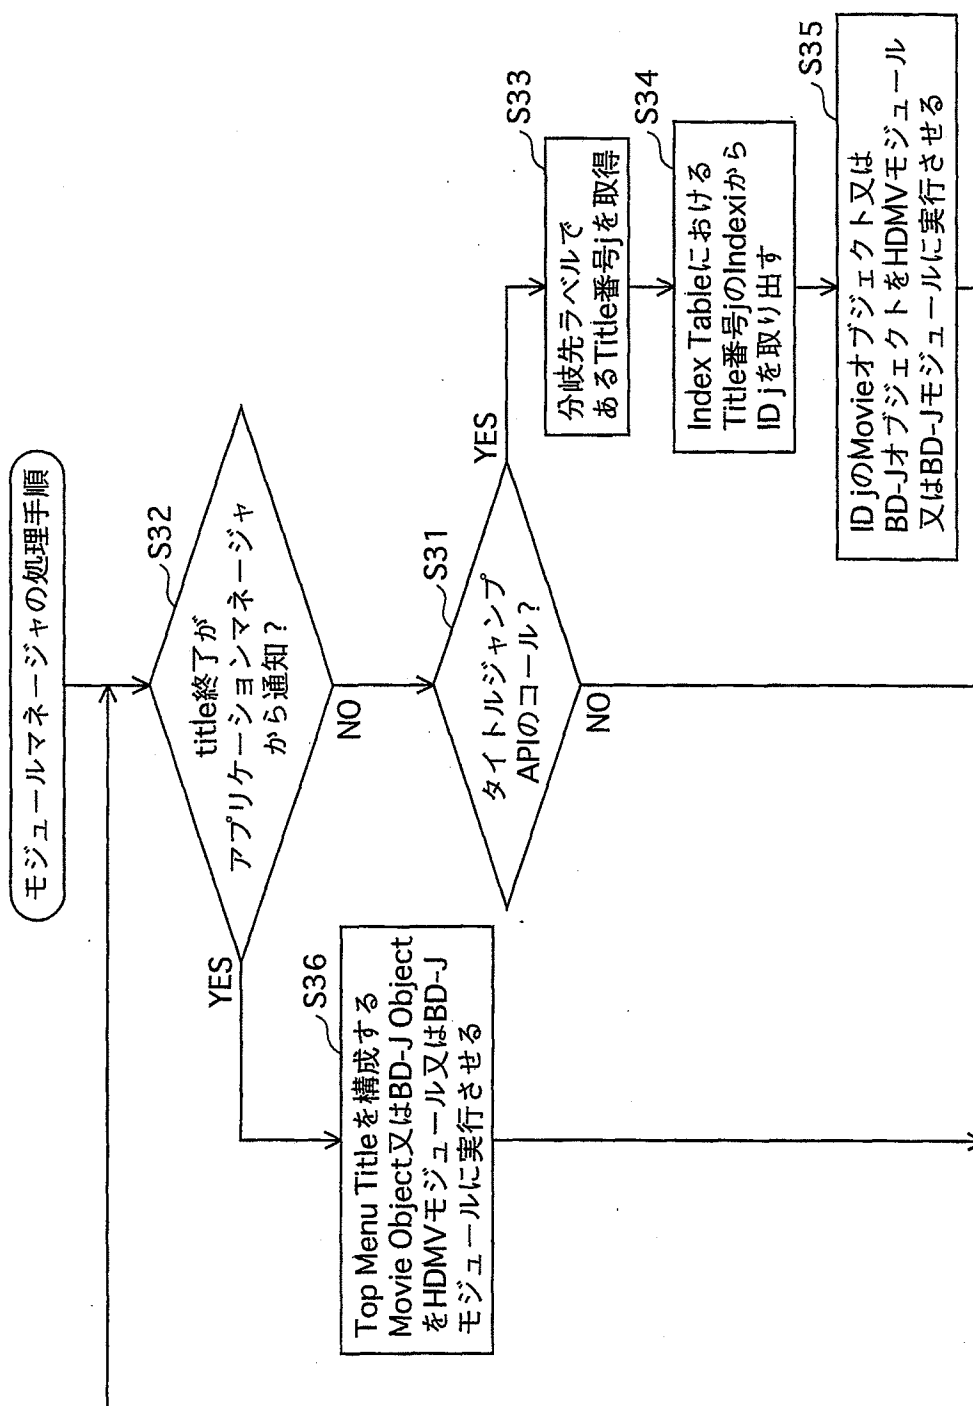 モジュールマネージャの処理手順
S32
title終了が
アプリケーションマネージャ
から通知？
YES
NO
S36
Top Menu Titleを構成する
Movie Object又はBD-J Object
をHDMVモジュール又はBD-J
モジュールに実行させる
S31
タイトルジャンプ
APIのコール？
YES
NO
S33
分岐先ラベルで
あるTitle番号jを取得
S34
Index Tableにおける
Title番号jのIndexiから
ID jを取り出す
S35
ID jのMovieオブジェクト又は
BD-JオブジェクトをHDMVモジュール
又はBD-Jモジュールに実行させる